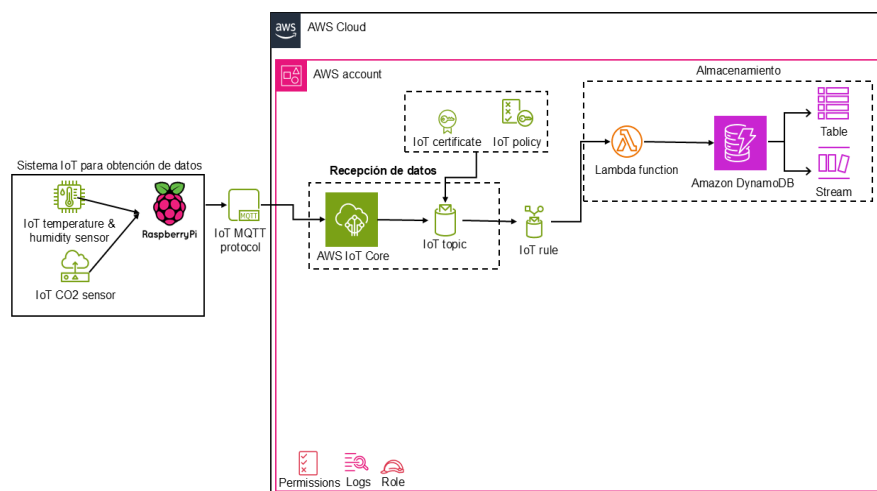 aws
AWS Cloud
AWS account
Almacenamiento
IoT certificate
IoT policy
Table
Lambda function
Amazon DynamoDB
Stream
Sistema IoT para obtención de datos
Recepción de datos
IoT temperature &
humidity sensor
RaspberryPi
MQTT
IoT MQTT
protocol
AWS IoT Core
IoT topic
IoT rule
IoT CO2 sensor
Permissions
Logs
Role